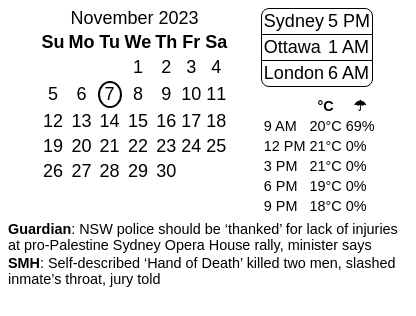 November 2023
Su Mo Tu We Th Fr Sa
1 2 3 4
5 6 7 8 9 10 11
12 13 14 15 16 17 18
19 20 21 22 23 24 25
26 27 28 29 30
Sydney 5 PM
Ottawa 1 AM
London 6 AM
°C ☂
9 AM 20°C 69%
12 PM 21°C 0%
3 PM 21°C 0%
6 PM 19°C 0%
9 PM 18°C 0%
Guardian: NSW police should be ‘thanked’ for lack of injuries
at pro-Palestine Sydney Opera House rally, minister says
SMH: Self-described ‘Hand of Death’ killed two men, slashed
inmate’s throat, jury told